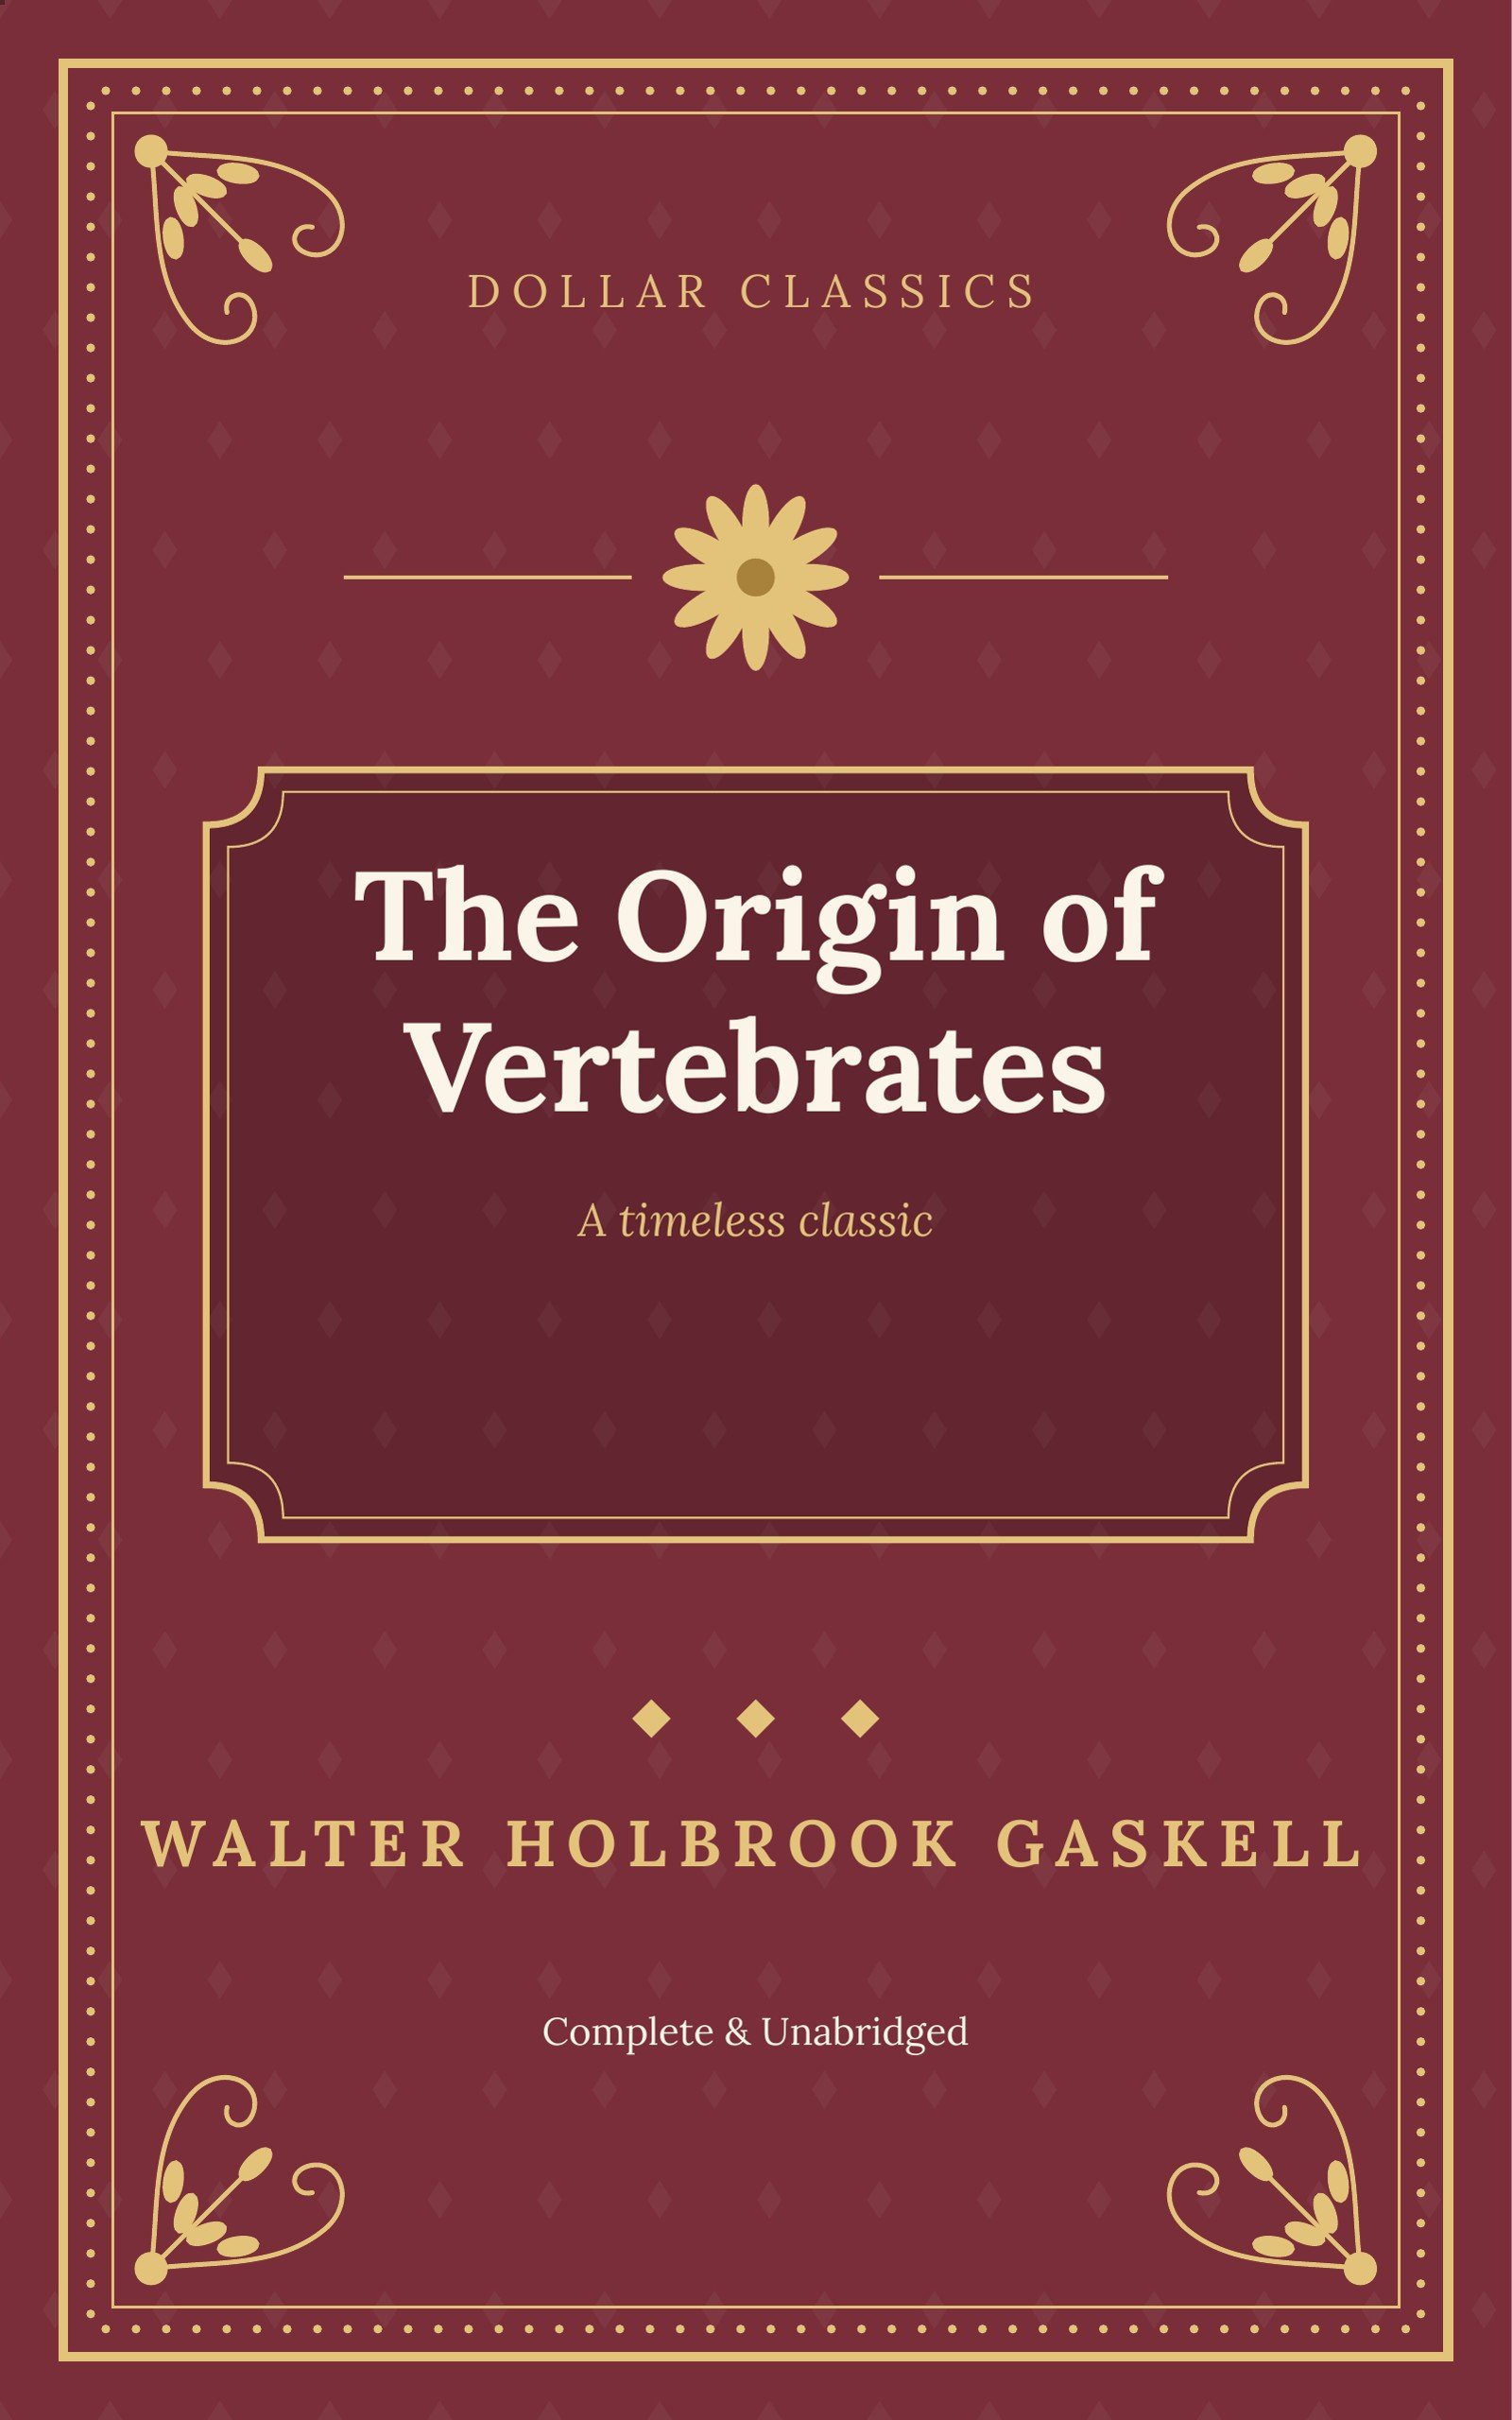 DOLLAR CLASSICS
The Origin of
Vertebrates
A timeless classic
WALTER HOLBROOK GASKELL
Complete & Unabridged